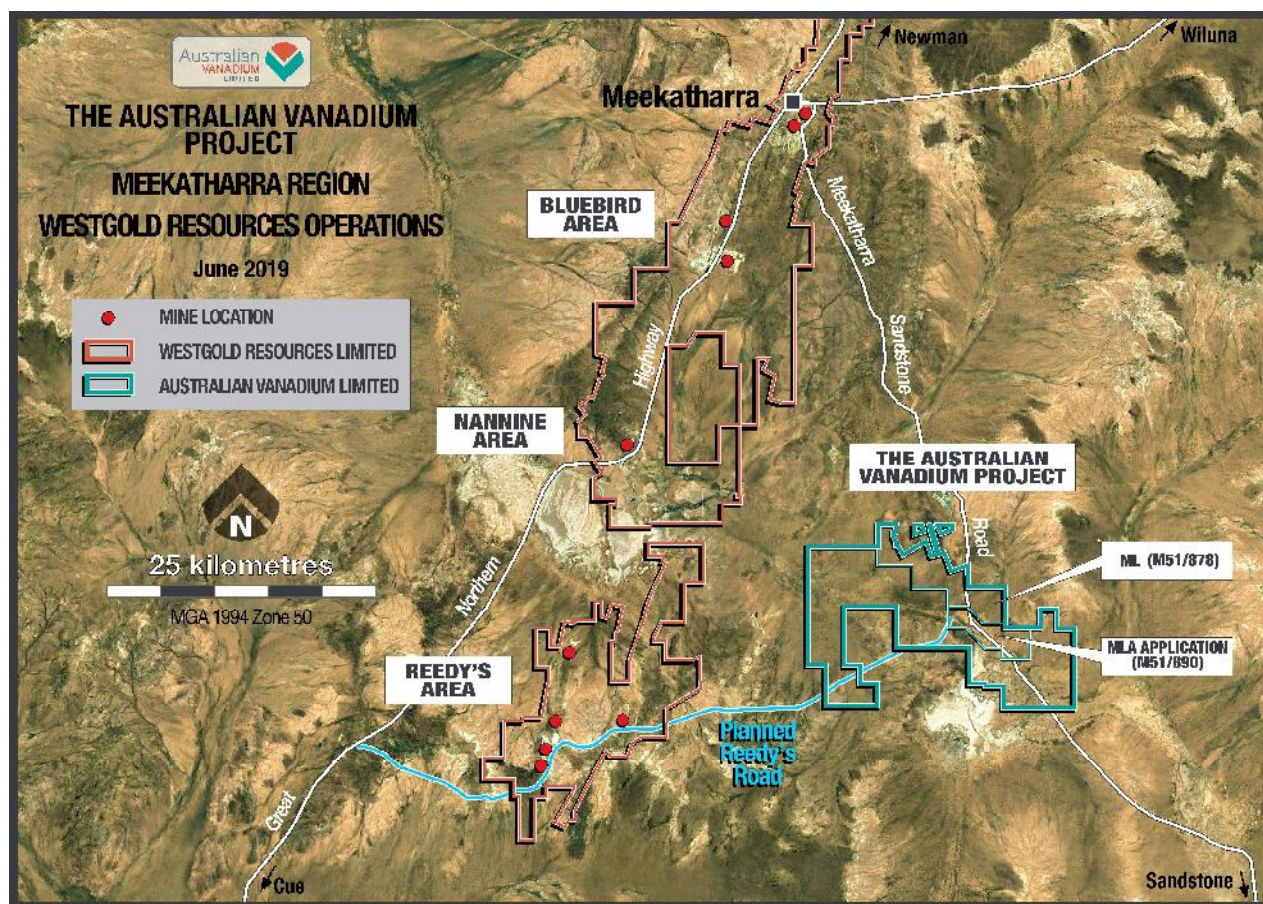 Australian
VANADIUM
LIMITED
THE AUSTRALIAN VANADIUM
PROJECT
MEEKATHARRA REGION
WESTGOLD RESOURCES OPERATIONS
June 2019
MINE LOCATION
WESTGOLD RESOURCES LIMITED
AUSTRALIAN VANADIUM LIMITED
N
25 kilometres
MGA 1994 Zone 50
Newman
Wiluna
Meekatharra
BLUEBIRD
AREA
Meekatharra
Sandstone
Road
Highway
NANNINE
AREA
THE AUSTRALIAN
VANADIUM PROJECT
ML (M51/878)
MLA APPLICATION
(M51/890)
Northern
REEDY'S
AREA
Planned
Reedy's
Road
Great
Cue
Sandstone